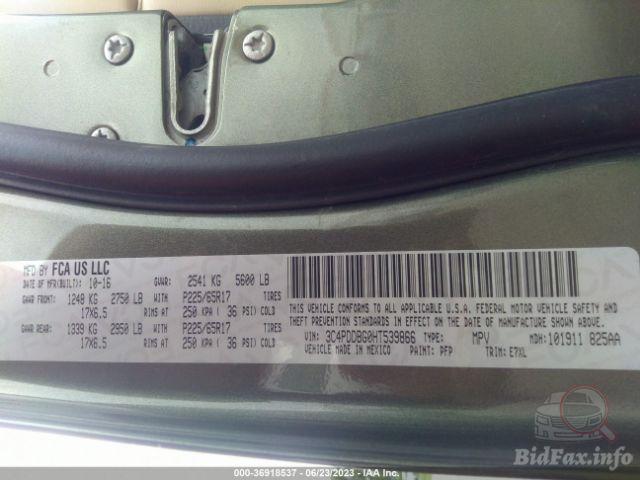 MFD BY FCA US LLC
DATE OF MFR(BUILT): 10-16 GVWR: 2541 KG 5600 LB
GAWR FRONT: 1248 KG 2750 LB WITH P225/65R17 TIRES
17X6.5 RIMS AT 250 KPA ( 36 PSI) COLD
GAWR REAR: 1339 KG 2950 LB WITH P225/65R17 TIRES
17X6.5 RIMS AT 250 KPA ( 36 PSI) COLD
THIS VEHICLE CONFORMS TO ALL APPLICABLE U.S.A. FEDERAL MOTOR VEHICLE SAFETY AND
THEFT PREVENTION STANDARDS IN EFFECT ON THE DATE OF MANUFACTURE SHOWN ABOVE.
VIN: 3C4PDDBG0HT539866 TYPE: MPV MDH: 101911 825AA
VEHICLE MADE IN MEXICO PAINT: PFP TRIM: E7XL
BidFax.info
000-36918537 - 06/23/2023 - IAA Inc.